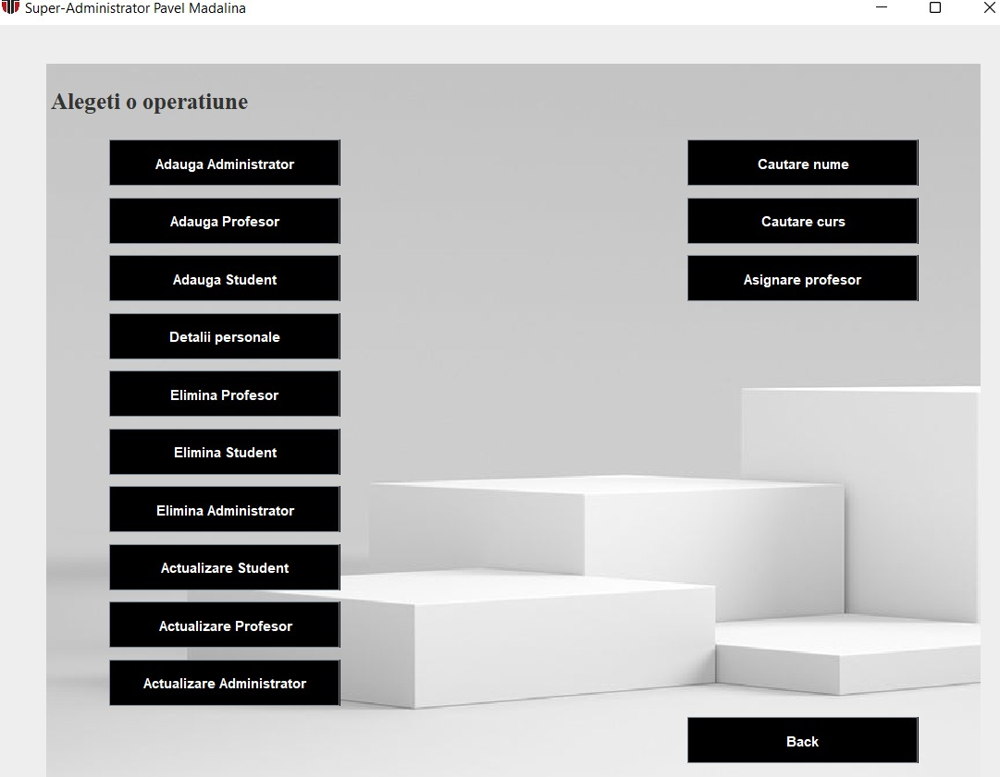 Super-Administrator Pavel Madalina
Alegeti o operatiune
Adauga Administrator
Adauga Profesor
Adauga Student
Detalii personale
Elimina Profesor
Elimina Student
Elimina Administrator
Actualizare Student
Actualizare Profesor
Actualizare Administrator
Cautare nume
Cautare curs
Asignare profesor
Back